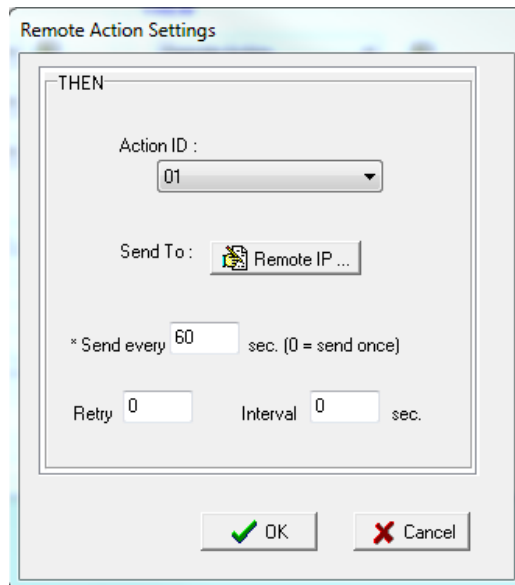 Remote Action Settings
THEN
Action ID :
01
Send To : Remote IP ...
* Send every 60 sec. (0 = send once)
Retry 0 Interval 0 sec.
OK Cancel